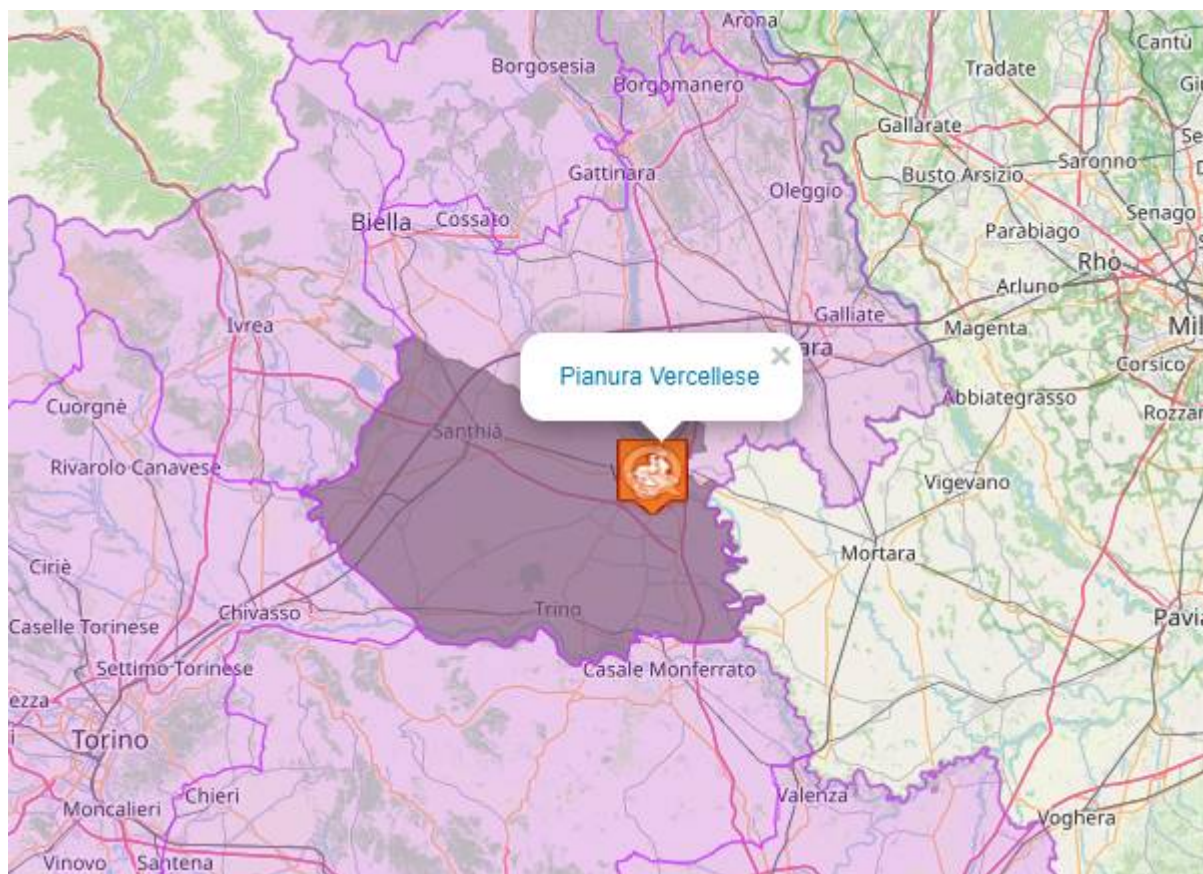 Arona
Cantù
Borgosesia
Tradate
Borgomanero
Gallarate
Saronno
Gattinara
Busto Arsizio
Oleggio
Senago
Biella
Cossato
Parabiago
Rho
Arluno
Galliate
Ivrea
Magenta
Corsico
Pianura Vercellese
×
Abbiategrasso
Cuorgnè
Santhià
Rivarolo Canavese
Vigevano
Mortara
Ciriè
Trino
Chivasso
Caselle Torinese
Settimo Torinese
Casale Monferrato
Torino
Chieri
Valenza
Moncalieri
Voghera
Vinovo
Santena